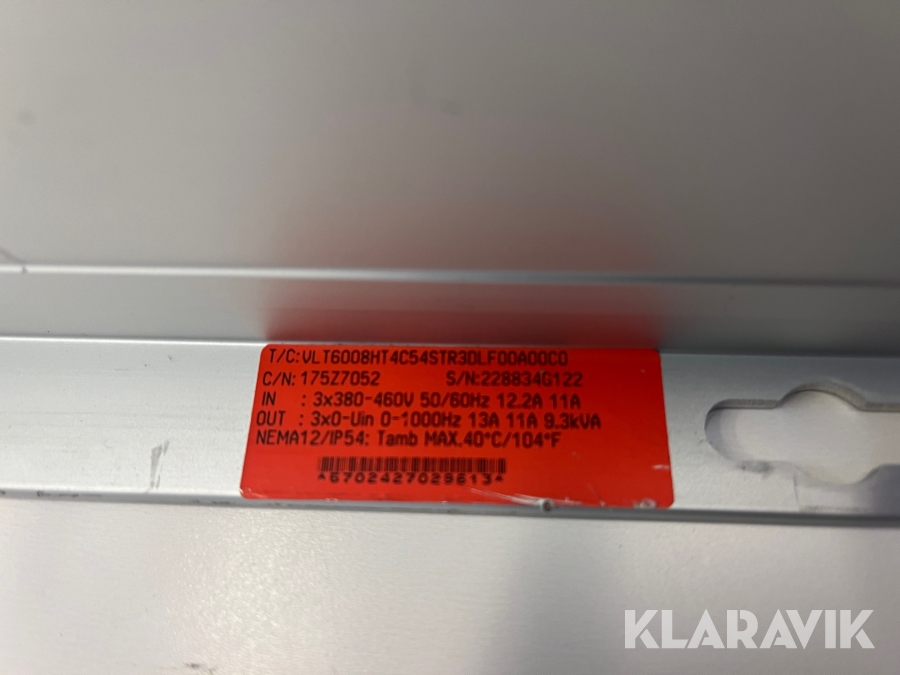 T/C:VLT6008HT4C54STR3DLF00A00C0
C/N: 175Z7052 S/N:228834G122
IN : 3x380-460V 50/60Hz 12.2A 11A
OUT : 3x0-Uin 0-1000Hz 13A 11A 9.3kVA
NEMA12/IP54: Tamb MAX.40°C/104°F
*6702427029613*
KLARAVIK